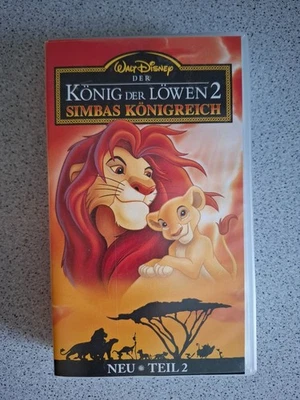 Walt Disney
DER
KÖNIG DER LÖWEN 2
SIMBAS KÖNIGREICH
NEU • TEIL 2